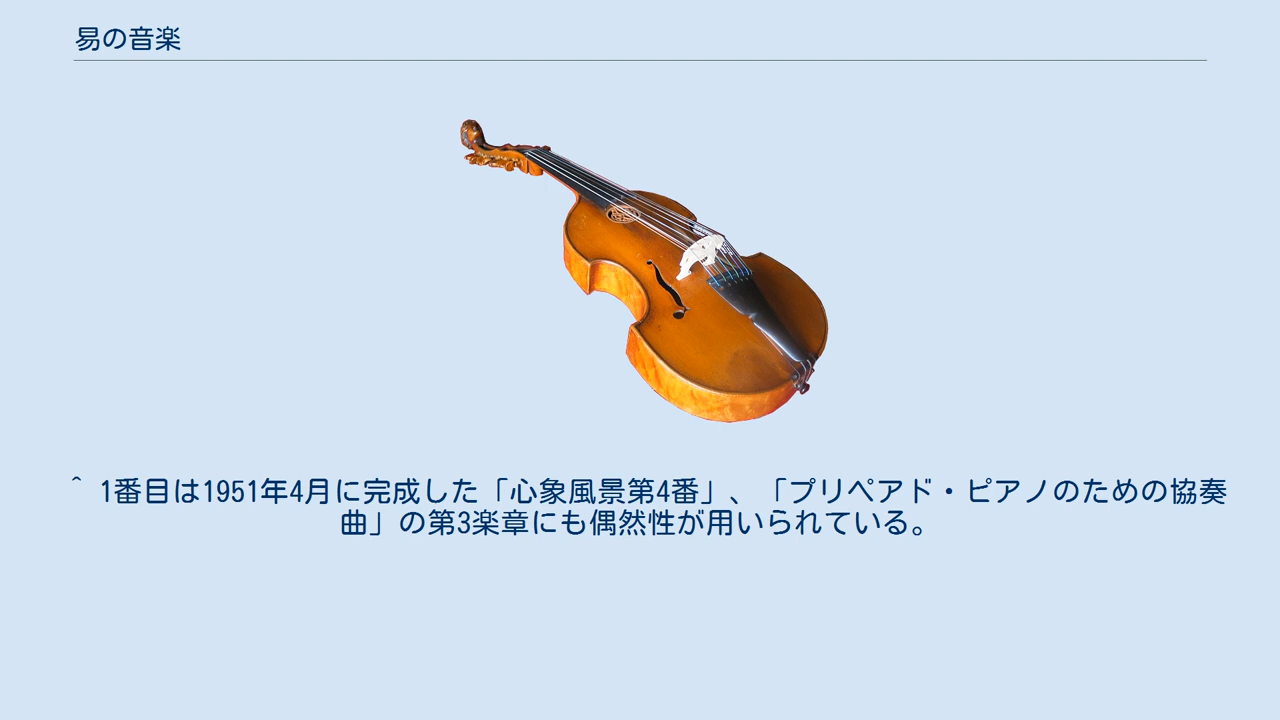 易の音楽
^ 1番目は1951年4月に完成した「心象風景第4番」、「プリペアド・ピアノのための協奏
曲」の第3楽章にも偶然性が用いられている。